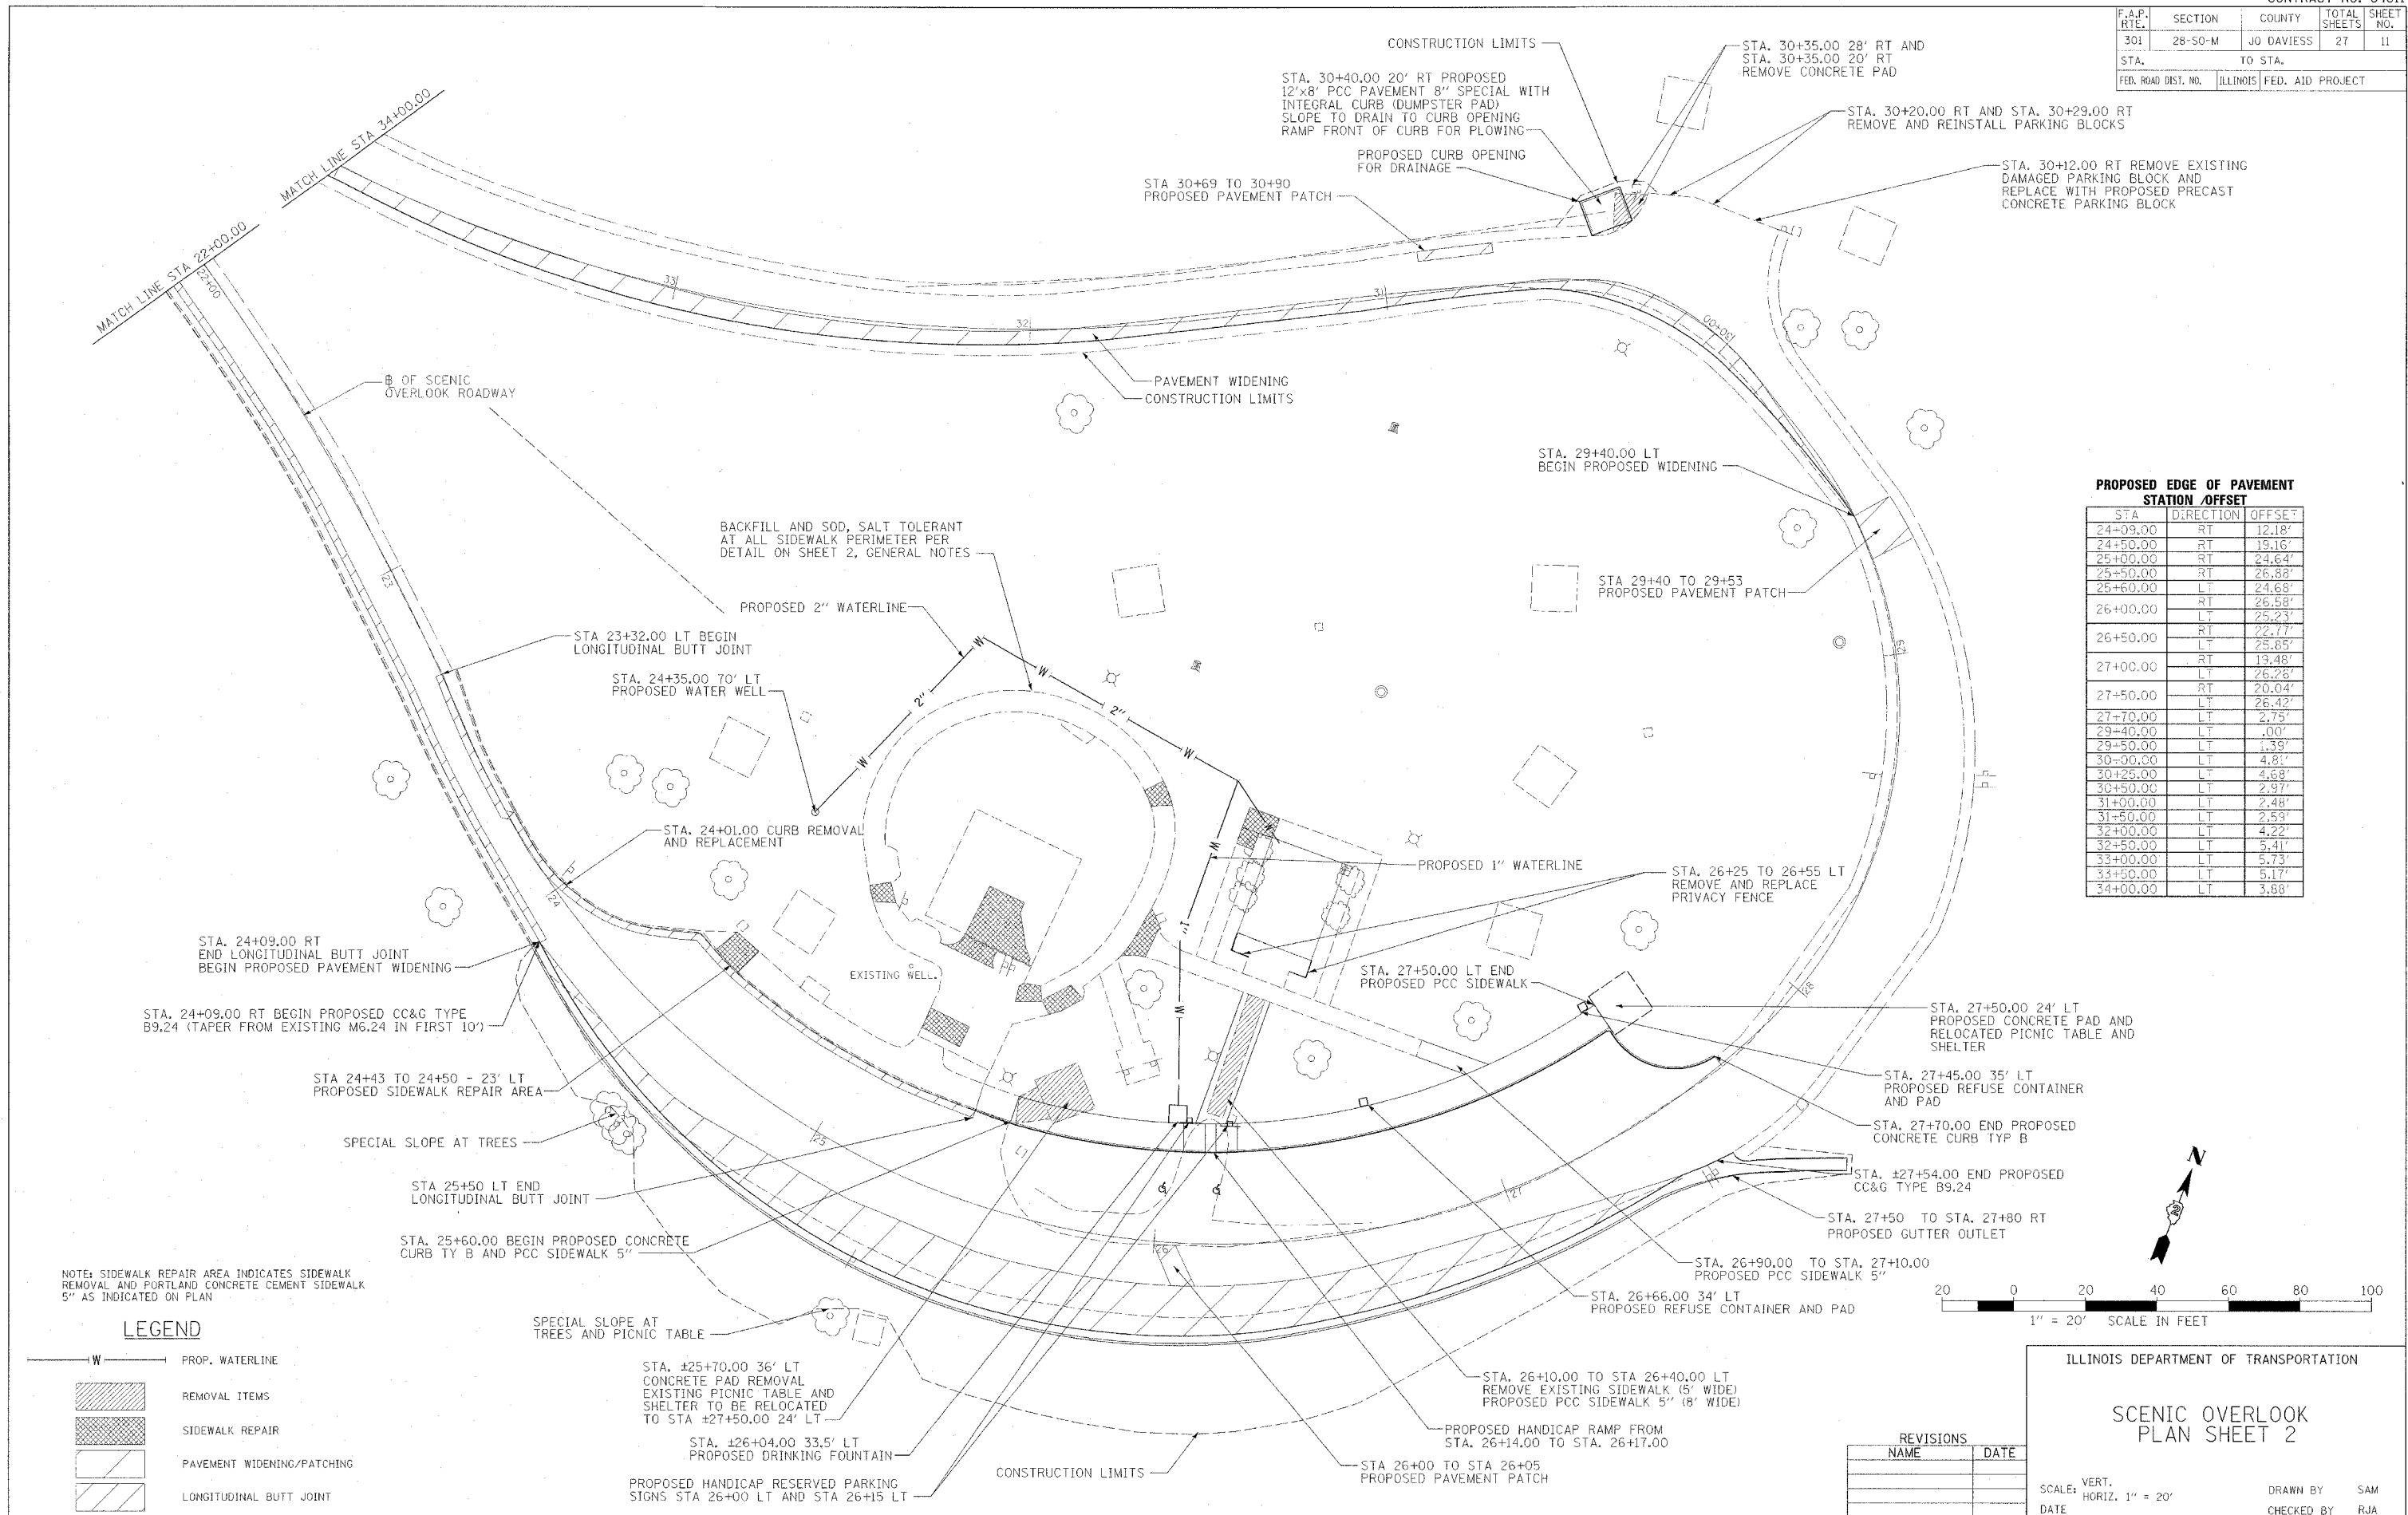 F.A.P. RTE. SECTION COUNTY TOTAL SHEETS SHEET NO.
301 28-SO-M JO DAVIESS 27 11
STA. TO STA.
FED. ROAD DIST. NO. ILLINOIS FED. AID PROJECT
CONSTRUCTION LIMITS
STA. 30+35.00 28' RT AND
STA. 30+35.00 20' RT
REMOVE CONCRETE PAD
STA. 30+40.00 20' RT PROPOSED
12'x8' PCC PAVEMENT 8" SPECIAL WITH
INTEGRAL CURB (DUMPSTER PAD)
SLOPE TO DRAIN TO CURB OPENING
RAMP FRONT OF CURB FOR PLOWING
STA. 30+20.00 RT AND STA. 30+29.00 RT
REMOVE AND REINSTALL PARKING BLOCKS
PROPOSED CURB OPENING
FOR DRAINAGE
STA. 30+12.00 RT REMOVE EXISTING
DAMAGED PARKING BLOCK AND
REPLACE WITH PROPOSED PRECAST
CONCRETE PARKING BLOCK
STA 30+69 TO 30+90
PROPOSED PAVEMENT PATCH
MATCH LINE STA 34+00.00
MATCH LINE STA 22+00.00
22+00
33
32
31
30+00
OF SCENIC
OVERLOOK ROADWAY
PAVEMENT WIDENING
CONSTRUCTION LIMITS
STA. 29+40.00 LT
BEGIN PROPOSED WIDENING
PROPOSED EDGE OF PAVEMENT
STATION /OFFSET
STA DIRECTION OFFSET
24+09.00 RT 12.18'
24+50.00 RT 19.16'
25+00.00 RT 24.64'
25+50.00 RT 26.88'
25+60.00 LT 24.68'
26+00.00 RT 26.58'
LT 25.23'
26+50.00 RT 22.77'
LT 25.85'
27+00.00 RT 19.48'
LT 26.26'
27+50.00 RT 20.04'
LT 26.42'
27+70.00 LT 2.75'
29+40.00 LT .00'
29+50.00 LT 1.39'
30+00.00 LT 4.81'
30+25.00 LT 4.68'
30+50.00 LT 2.97'
31+00.00 LT 2.48'
31+50.00 LT 2.59'
32+00.00 LT 4.22'
32+50.00 LT 5.41'
33+00.00 LT 5.73'
33+50.00 LT 5.17'
34+00.00 LT 3.88'
BACKFILL AND SOD, SALT TOLERANT
AT ALL SIDEWALK PERIMETER PER
DETAIL ON SHEET 2, GENERAL NOTES
23
STA 29+40 TO 29+53
PROPOSED PAVEMENT PATCH
PROPOSED 2" WATERLINE
STA 23+32.00 LT BEGIN
LONGITUDINAL BUTT JOINT
STA. 24+35.00 70' LT
PROPOSED WATER WELL
W
W
2"
2"
W
W
29
STA. 24+01.00 CURB REMOVAL
AND REPLACEMENT
W
PROPOSED 1" WATERLINE
STA. 26+25 TO 26+55 LT
REMOVE AND REPLACE
PRIVACY FENCE
24
1"
STA. 24+09.00 RT
END LONGITUDINAL BUTT JOINT
BEGIN PROPOSED PAVEMENT WIDENING
EXISTING WELL
STA. 27+50.00 LT END
PROPOSED PCC SIDEWALK
28
W
STA. 24+09.00 RT BEGIN PROPOSED CC&G TYPE
B9.24 (TAPER FROM EXISTING M6.24 IN FIRST 10')
STA. 27+50.00 24' LT
PROPOSED CONCRETE PAD AND
RELOCATED PICNIC TABLE AND
SHELTER
STA 24+43 TO 24+50 - 23' LT
PROPOSED SIDEWALK REPAIR AREA
STA. 27+45.00 35' LT
PROPOSED REFUSE CONTAINER
AND PAD
SPECIAL SLOPE AT TREES
25
STA. 27+70.00 END PROPOSED
CONCRETE CURB TYP B
STA 25+50 LT END
LONGITUDINAL BUTT JOINT
27
STA. ±27+54.00 END PROPOSED
CC&G TYPE B9.24
STA. 27+50 TO STA. 27+80 RT
PROPOSED GUTTER OUTLET
N
STA. 25+60.00 BEGIN PROPOSED CONCRETE
CURB TY B AND PCC SIDEWALK 5"
26
STA. 26+90.00 TO STA. 27+10.00
PROPOSED PCC SIDEWALK 5"
STA. 26+66.00 34' LT
PROPOSED REFUSE CONTAINER AND PAD
20 0 20 40 60 80 100
1" = 20' SCALE IN FEET
NOTE: SIDEWALK REPAIR AREA INDICATES SIDEWALK
REMOVAL AND PORTLAND CONCRETE CEMENT SIDEWALK
5" AS INDICATED ON PLAN
LEGEND
W PROP. WATERLINE
REMOVAL ITEMS
SIDEWALK REPAIR
PAVEMENT WIDENING/PATCHING
LONGITUDINAL BUTT JOINT
SPECIAL SLOPE AT
TREES AND PICNIC TABLE
STA. ±25+70.00 36' LT
CONCRETE PAD REMOVAL
EXISTING PICNIC TABLE AND
SHELTER TO BE RELOCATED
TO STA ±27+50.00 24' LT
STA. ±26+04.00 33.5' LT
PROPOSED DRINKING FOUNTAIN
PROPOSED HANDICAP RESERVED PARKING
SIGNS STA 26+00 LT AND STA 26+15 LT
CONSTRUCTION LIMITS
STA. 26+10.00 TO STA 26+40.00 LT
REMOVE EXISTING SIDEWALK (5' WIDE)
PROPOSED PCC SIDEWALK 5" (8' WIDE)
PROPOSED HANDICAP RAMP FROM
STA. 26+14.00 TO STA. 26+17.00
STA 26+00 TO STA 26+05
PROPOSED PAVEMENT PATCH
REVISIONS
NAME DATE
ILLINOIS DEPARTMENT OF TRANSPORTATION
SCENIC OVERLOOK
PLAN SHEET 2
SCALE: VERT.
HORIZ. 1" = 20'
DATE
DRAWN BY SAM
CHECKED BY RJA